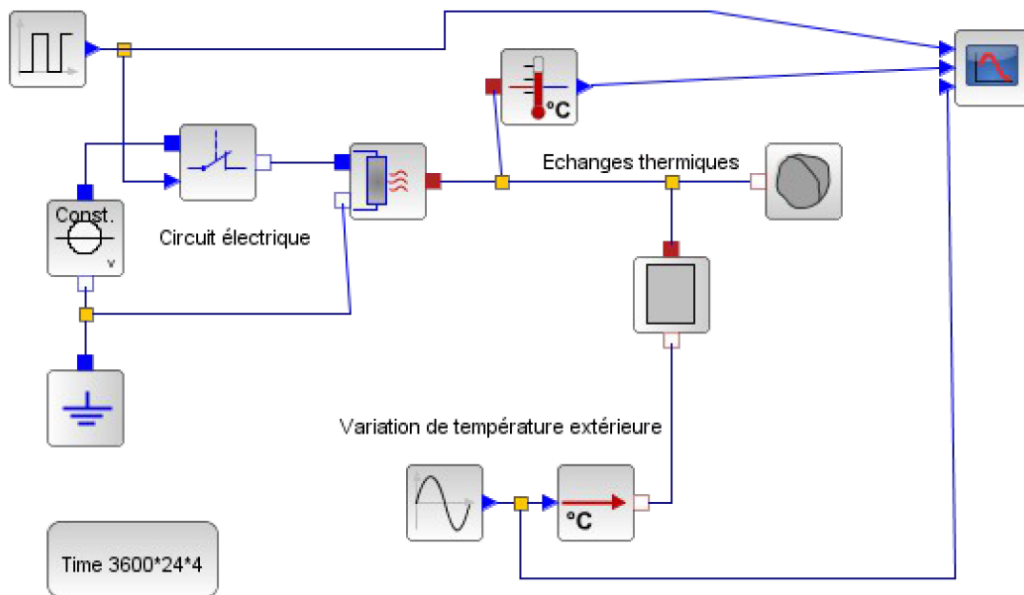 °C
Echanges thermiques
Const.
v
Circuit électrique
Variation de température extérieure
°C
Time 3600*24*4